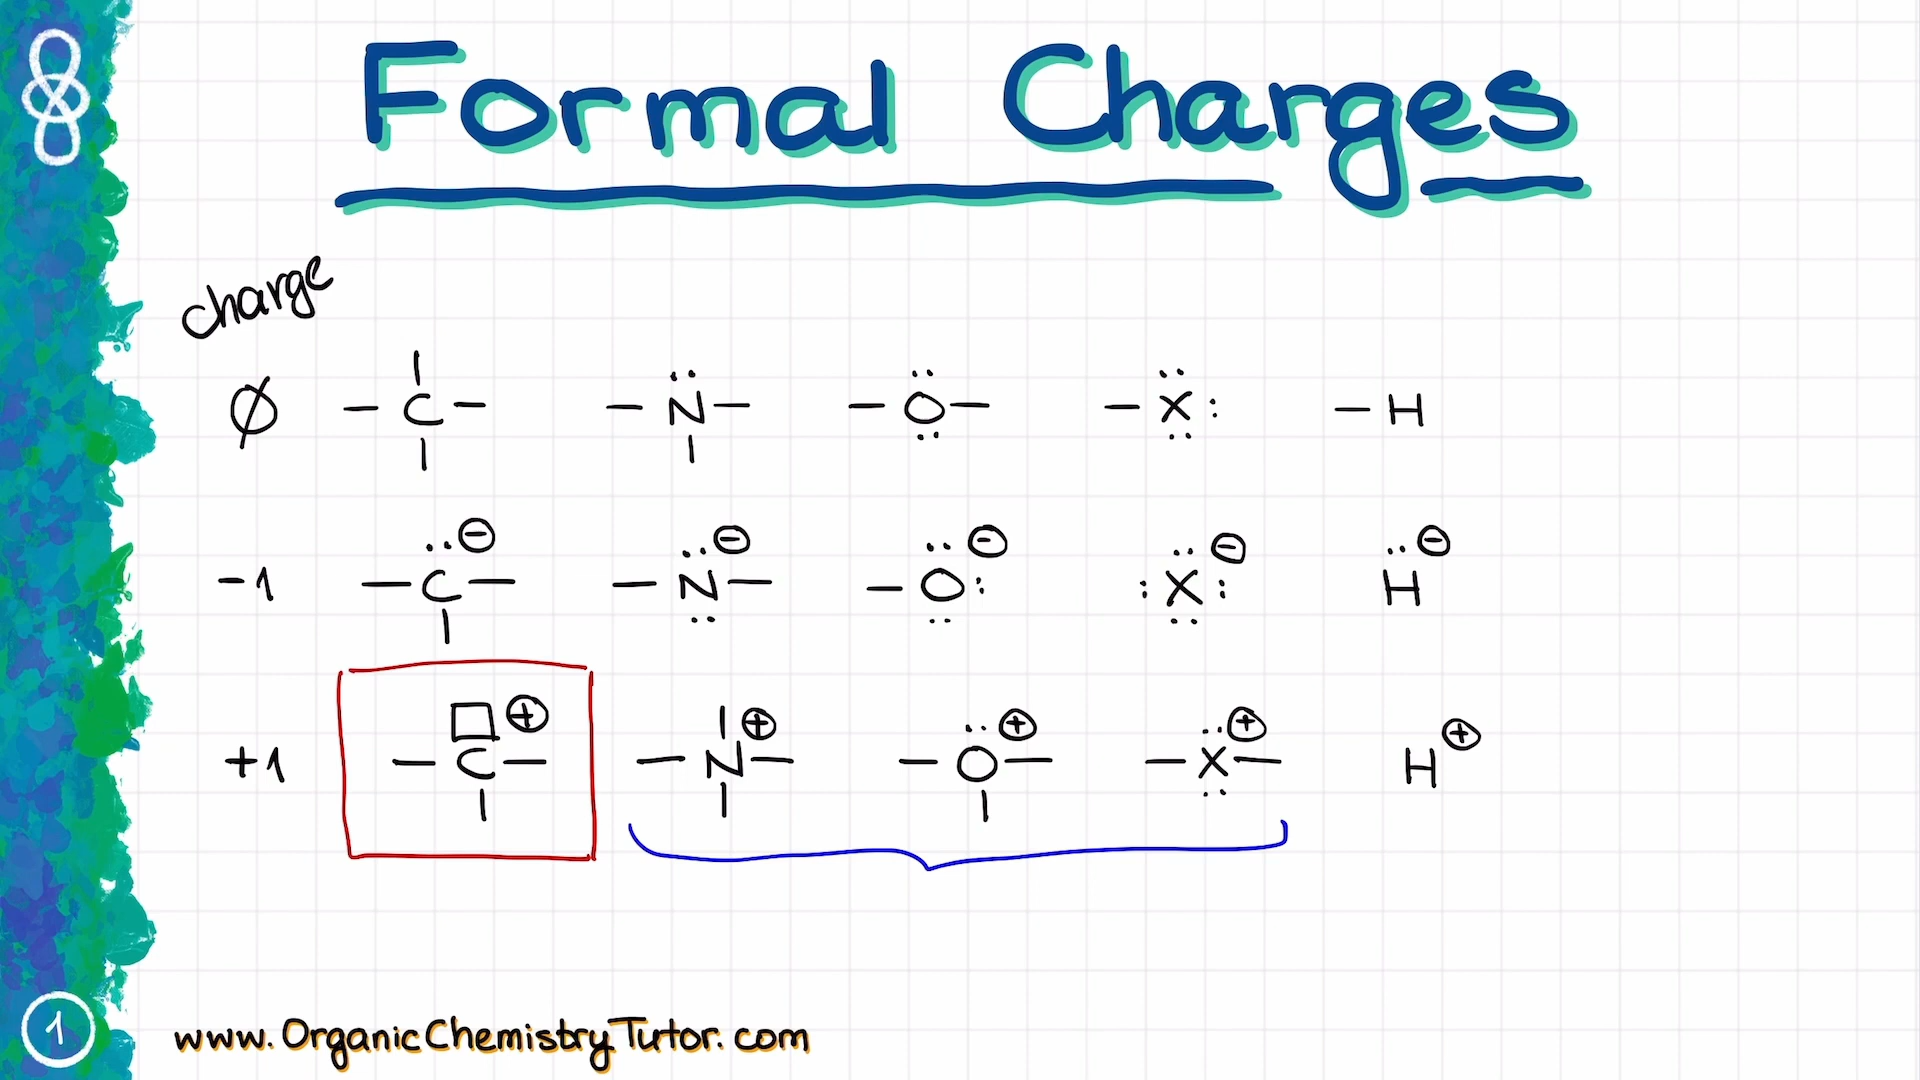 Formal Charges
charge
∅ C N O X H
-1 C ⊖ N ⊖ O ⊖ X ⊖ H ⊖
+1 C ⊕ N ⊕ O ⊕ X ⊕ H ⊕
1 www.OrganicChemistryTutor.com